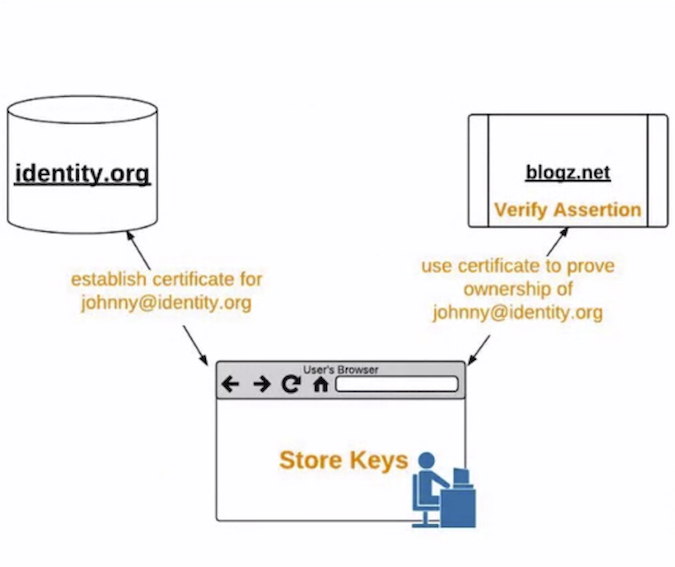 identity.org
blogz.net
Verify Assertion
establish certificate for
johnny@identity.org
use certificate to prove
ownership of
johnny@identity.org
User's Browser
Store Keys